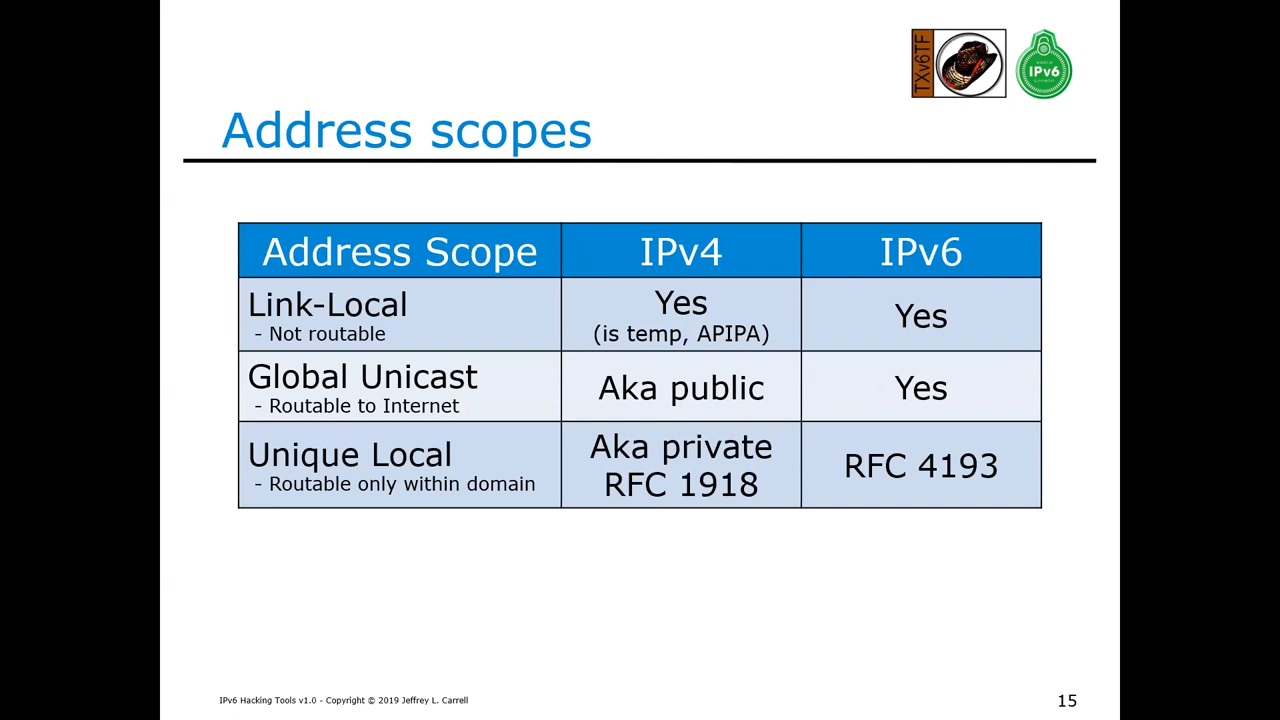 TXv6TF
WORLD
IPv6
LAUNCH
Address scopes
Address Scope IPv4 IPv6
Link-Local
- Not routable
Yes
(is temp, APIPA)
Yes
Global Unicast
- Routable to Internet
Aka public
Yes
Unique Local
- Routable only within domain
Aka private
RFC 1918
RFC 4193
IPv6 Hacking Tools v1.0 - Copyright © 2019 Jeffrey L. Carrell
15